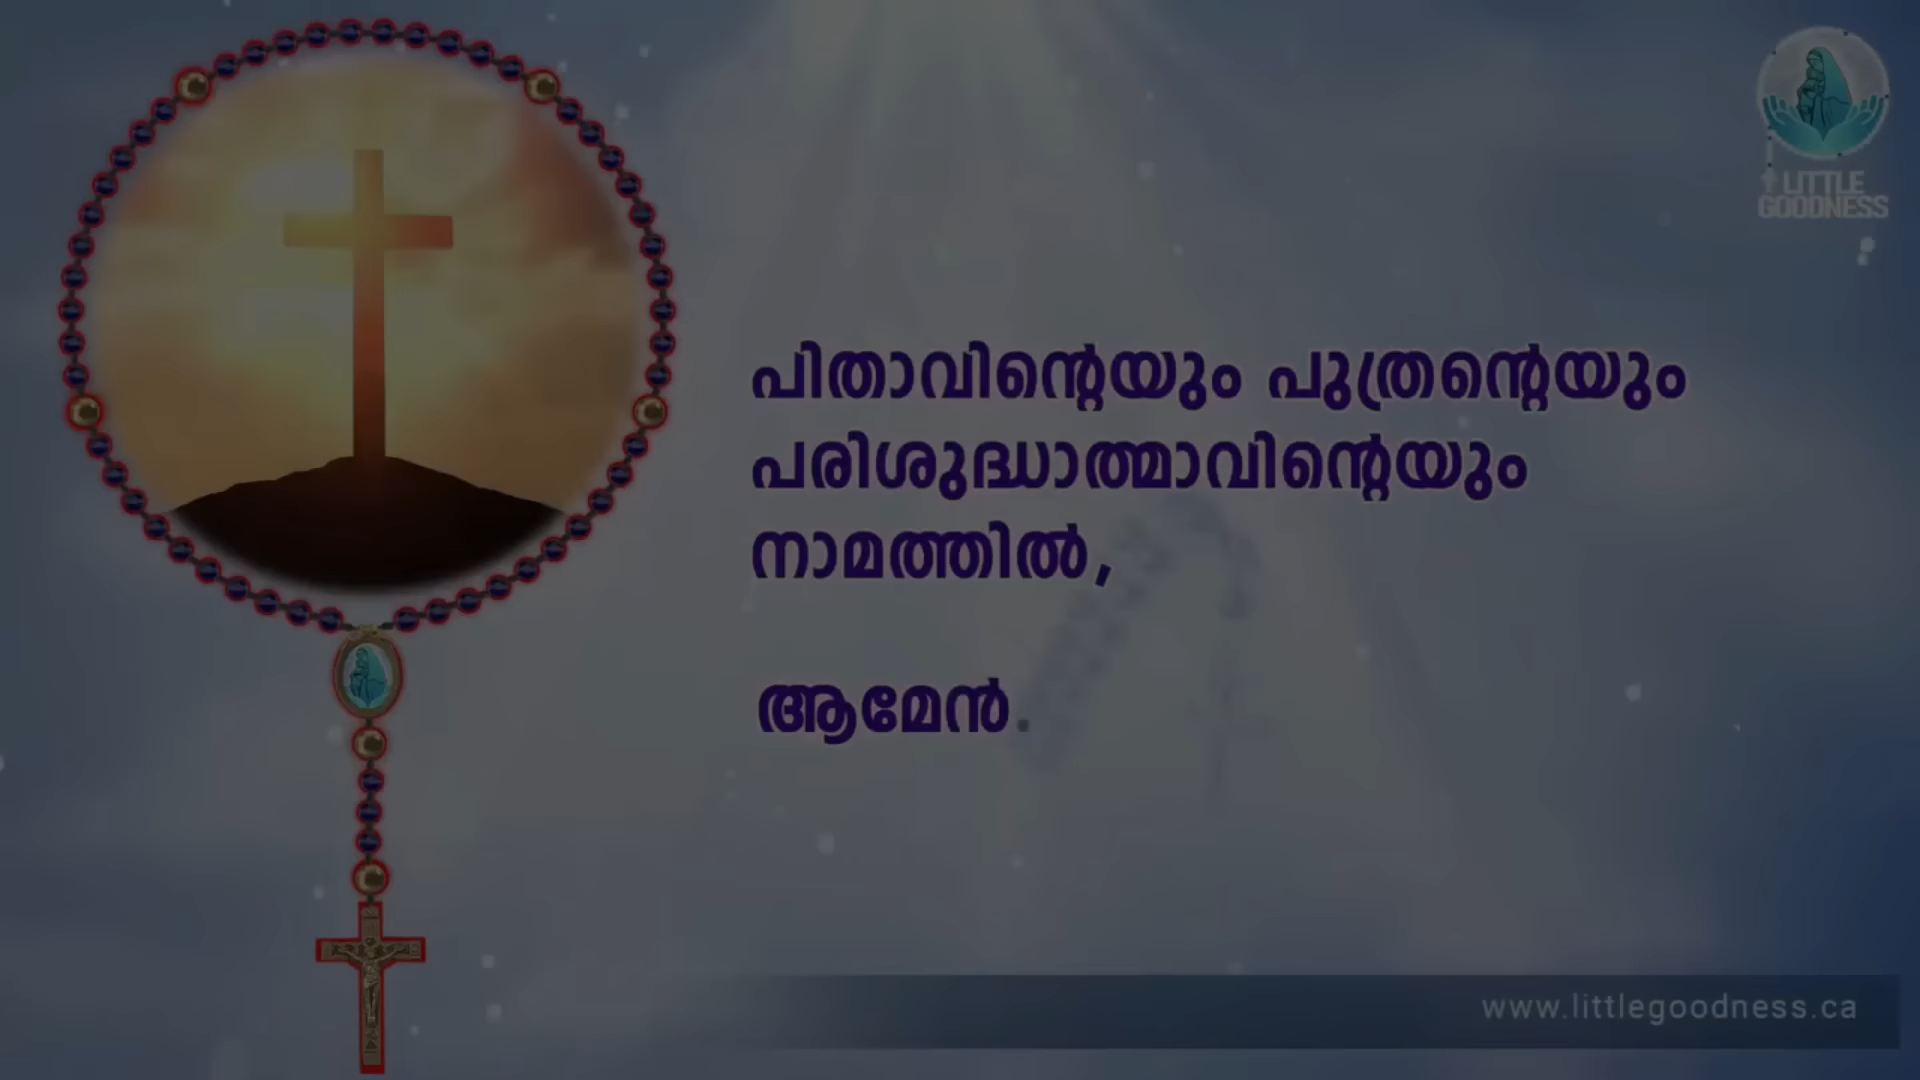 LITTLE
GOODNESS
പിതാവിന്റെയും പുത്രന്റെയും
പരിശുദ്ധാത്മാവിന്റെയും
നാമത്തിൽ,
ആമേൻ.
www.littlegoodness.ca